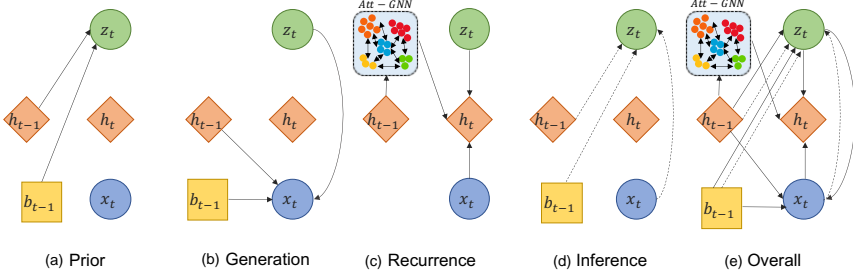 Att − GNN
Att − GNN
z_t
z_t
z_t
z_t
z_t
h_{t−1}
h_t
h_{t−1}
h_t
h_{t−1}
h_t
h_{t−1}
h_t
h_{t−1}
h_t
b_{t−1}
x_t
b_{t−1}
x_t
x_t
b_{t−1}
x_t
b_{t−1}
x_t
(a) Prior
(b) Generation
(c) Recurrence
(d) Inference
(e) Overall